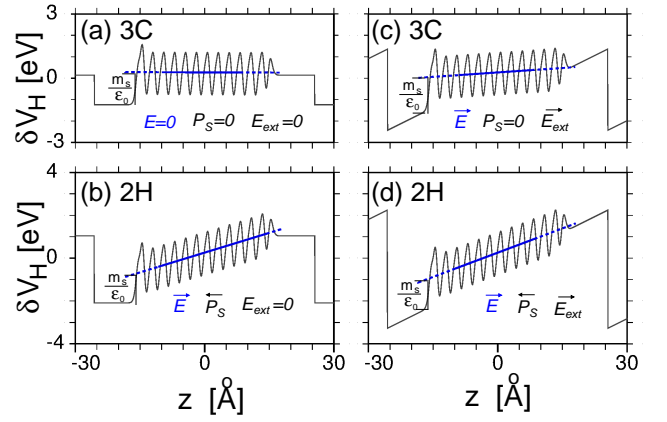 (a) 3C
(c) 3C
3
0
-3
δV_H [eV]
m_s
ε_0
E=0 P_S=0 E_ext=0
m_s
ε_0
E P_S=0 E_ext
(b) 2H
(d) 2H
4
0
-4
δV_H [eV]
m_s
ε_0
E P_S E_ext=0
m_s
ε_0
E P_S E_ext
-30 0 30
-30 0 30
z [Å]
z [Å]